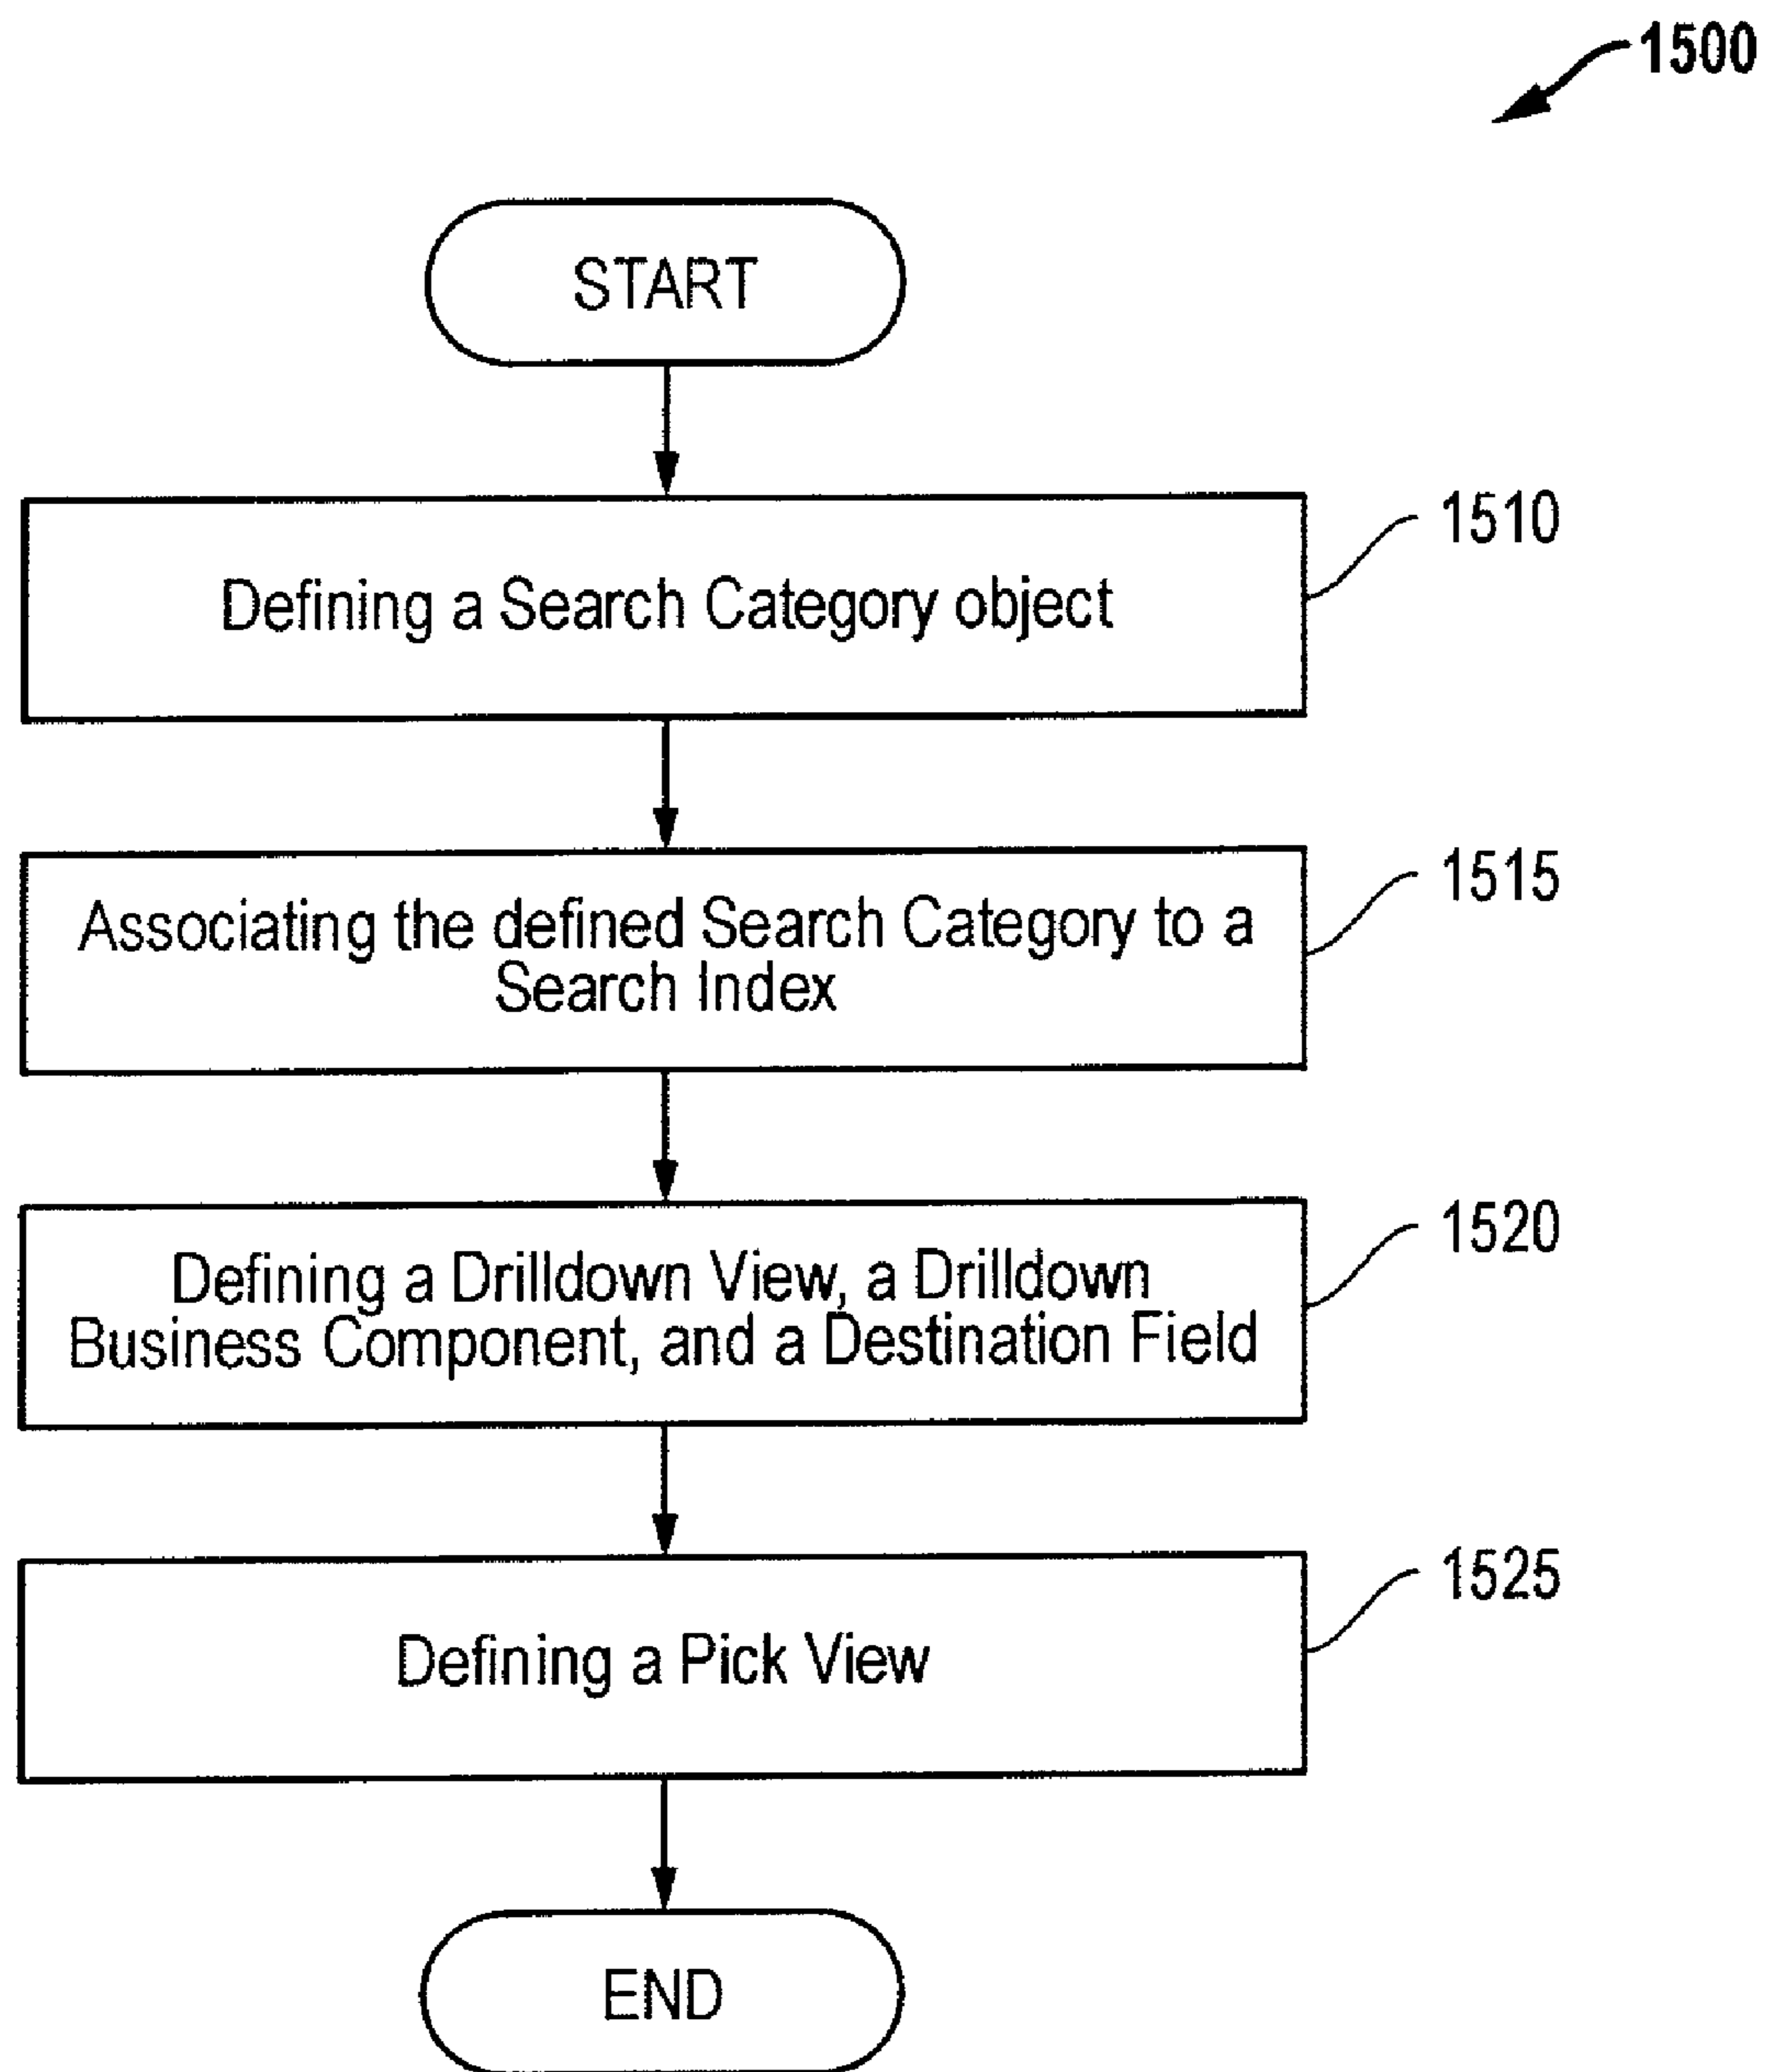 1500
START
1510
Defining a Search Category object
1515
Associating the defined Search Category to a
Search Index
1520
Defining a Drilldown View, a Drilldown
Business Component, and a Destination Field
1525
Defining a Pick View
END